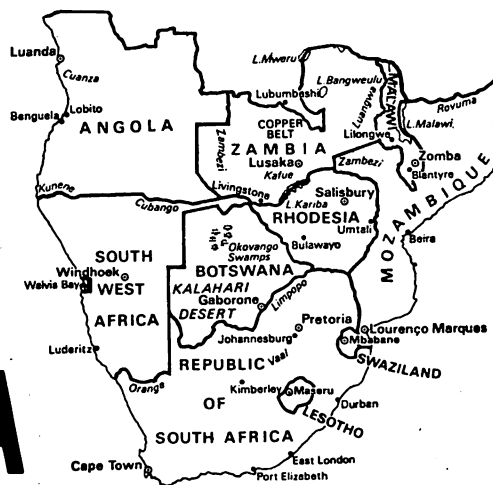 L.Mweru
Luanda
Cuanza
L.Bangweulu
MALAWI
Lubumbashi
Luangwa
Rovuma
Lobito
Benguela
ANGOLA
COPPER
BELT
L.Malawi
Zambezi
ZAMBIA
Lilongwe
Lusaka
Zambezi
Zomba
Kafue
Blantyre
Kunene
Livingstone
Cubango
L.Kariba
Salisbury
RHODESIA
Umtali
MOZAMBIQUE
Okovango
Swamps
Bulawayo
Beira
SOUTH
WEST
AFRICA
Windhoek
Walvis Bay
BOTSWANA
KALAHARI
DESERT
Gaborone
Limpopo
Pretoria
Lourenço Marques
Johannesburg
Mbabane
Luderitz
REPUBLIC
Vaal
SWAZILAND
Orange
Kimberley
Maseru
OF
Durban
LESOTHO
SOUTH AFRICA
East London
Cape Town
Port Elizabeth
A